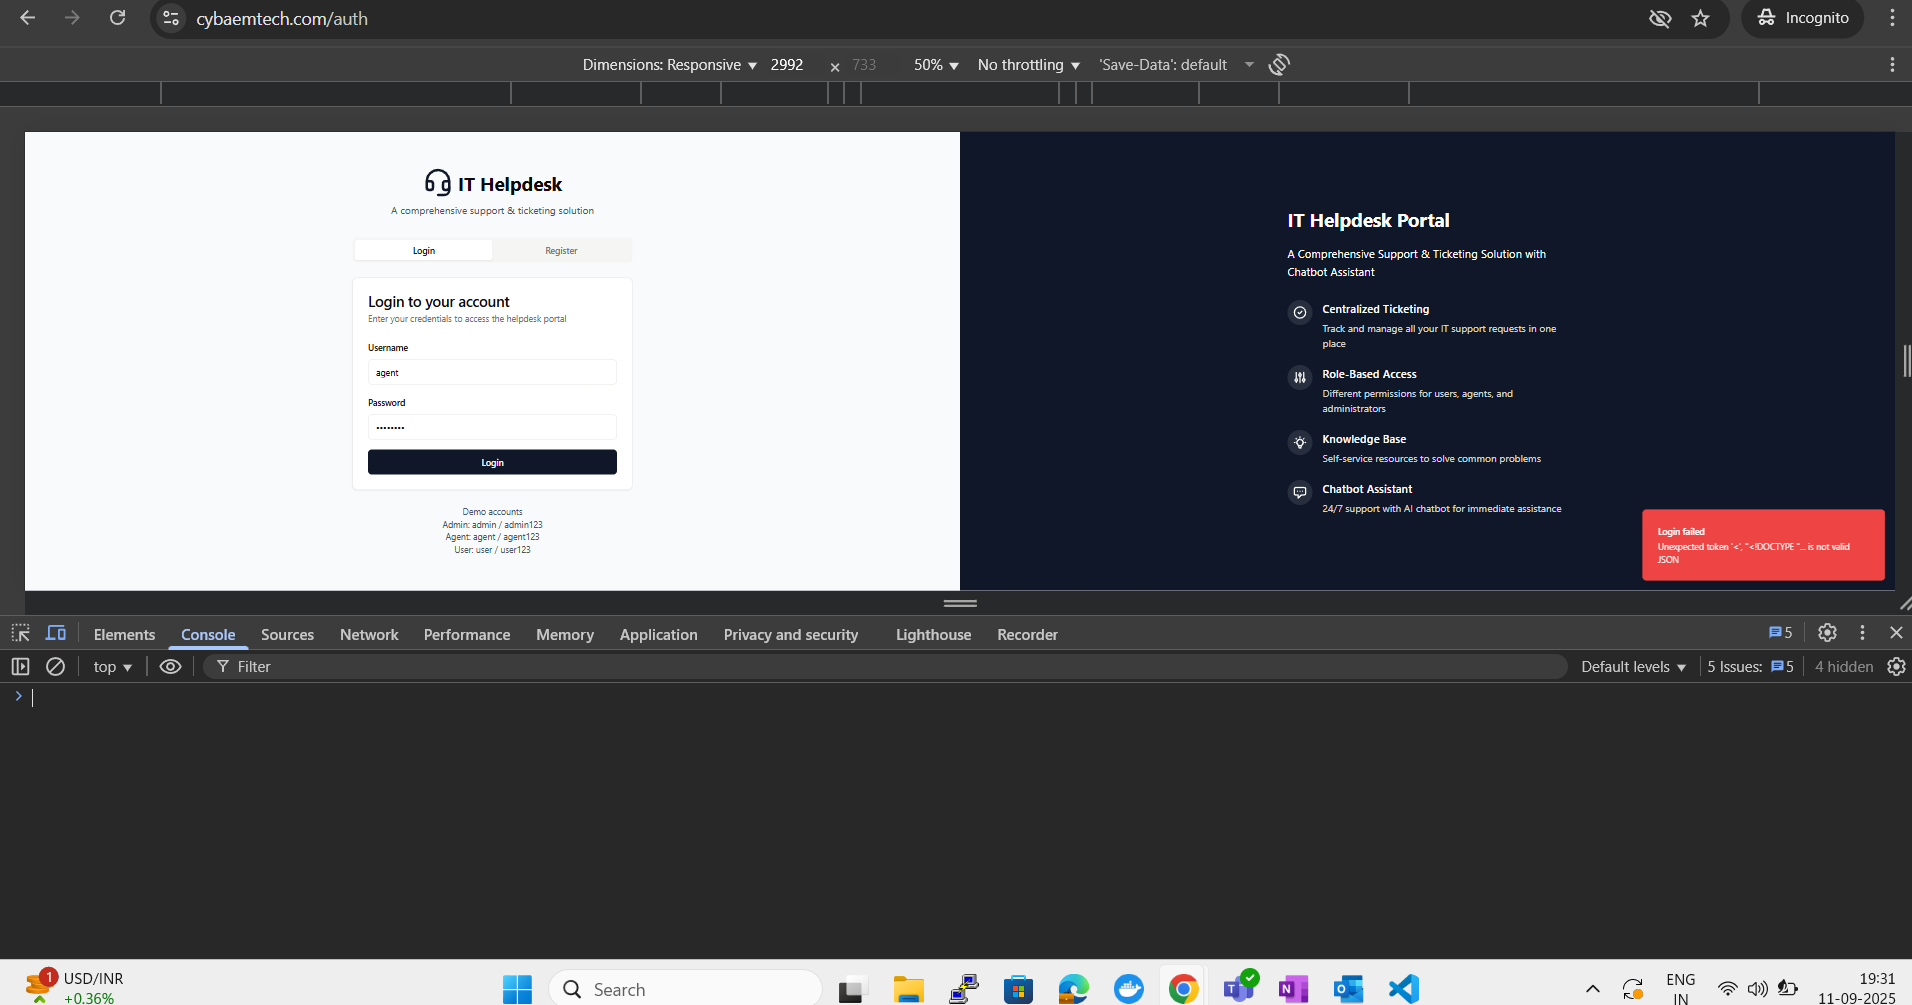 cybaemtech.com/auth
Incognito
Dimensions: Responsive 2992 × 733 50% No throttling 'Save-Data': default
IT Helpdesk
A comprehensive support & ticketing solution
Login Register
Login to your account
Enter your credentials to access the helpdesk portal
Username
agent
Password
••••••••
Login
Demo accounts
Admin: admin / admin123
Agent: agent / agent123
User: user / user123
IT Helpdesk Portal
A Comprehensive Support & Ticketing Solution with
Chatbot Assistant
Centralized Ticketing
Track and manage all your IT support requests in one
place
Role-Based Access
Different permissions for users, agents, and
administrators
Knowledge Base
Self-service resources to solve common problems
Chatbot Assistant
24/7 support with AI chatbot for immediate assistance
Login failed
Unexpected token '<', "<!DOCTYPE "... is not valid
JSON
Elements Console Sources Network Performance Memory Application Privacy and security Lighthouse Recorder 5
top Filter Default levels 5 Issues: 5 4 hidden
1
USD/INR
+0.36%
Search
ENG
IN
19:31
11-09-2025